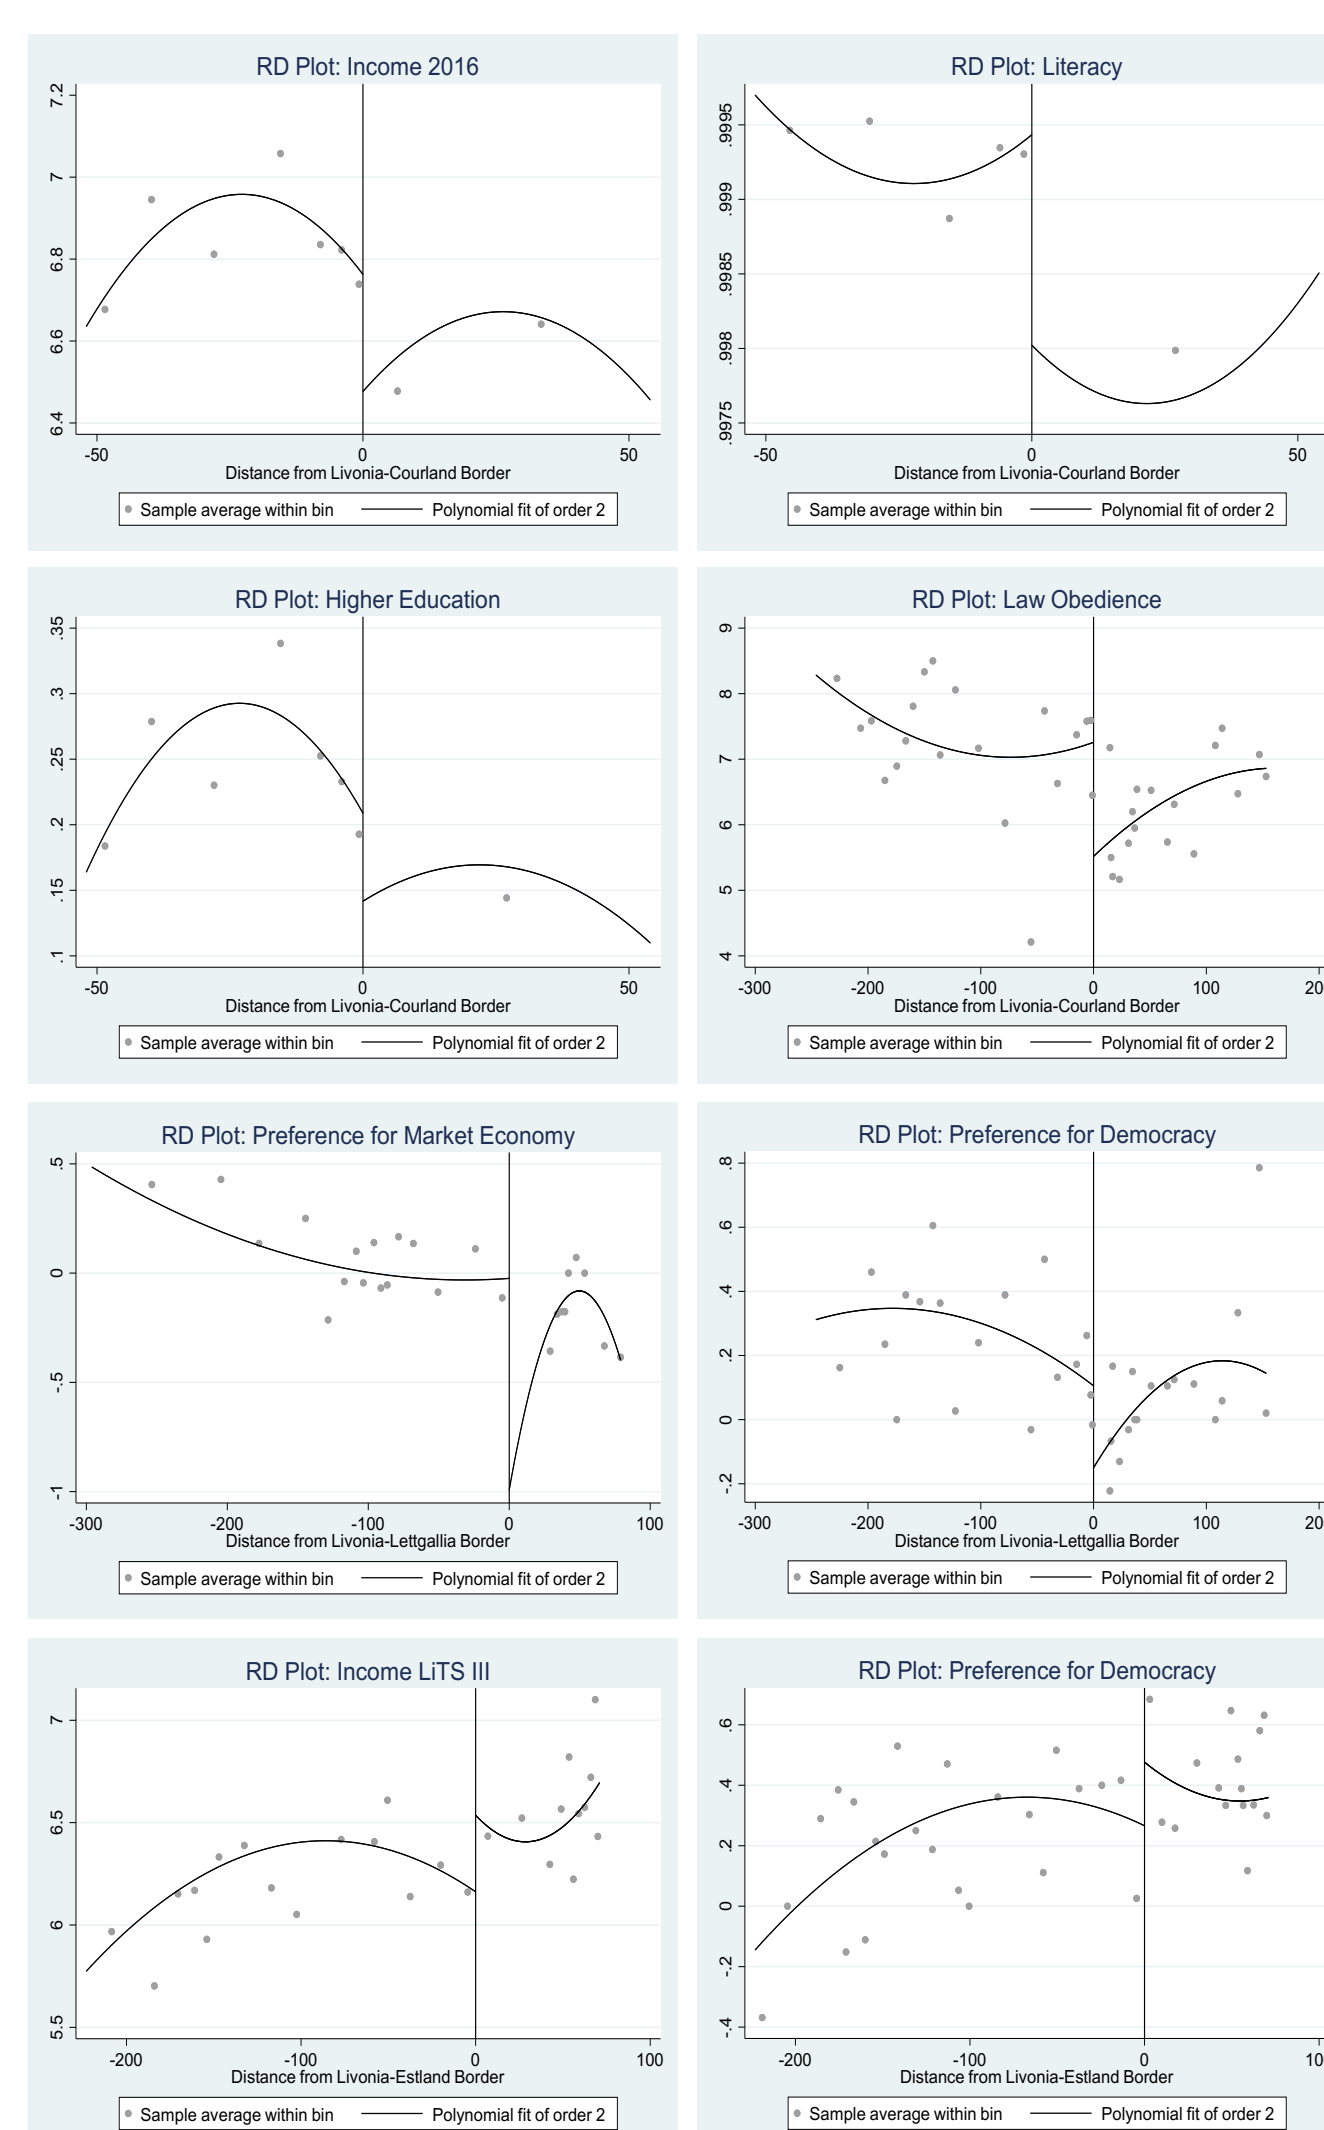 RD Plot: Income 2016
7.2
7
6.8
6.6
6.4
-50 0 50
Distance from Livonia-Courland Border
Sample average within bin Polynomial fit of order 2
RD Plot: Literacy
.9995
.999
.9985
.998
.9975
-50 0 50
Distance from Livonia-Courland Border
Sample average within bin Polynomial fit of order 2
RD Plot: Higher Education
.35
.3
.25
.2
.15
.1
-50 0 50
Distance from Livonia-Courland Border
Sample average within bin Polynomial fit of order 2
RD Plot: Law Obedience
9
8
7
6
5
4
-300 -200 -100 0 100 20
Distance from Livonia-Courland Border
Sample average within bin Polynomial fit of order 2
RD Plot: Preference for Market Economy
.5
0
-.5
-1
-300 -200 -100 0 100
Distance from Livonia-Lettgallia Border
Sample average within bin Polynomial fit of order 2
RD Plot: Preference for Democracy
.8
.6
.4
.2
0
-.2
-300 -200 -100 0 100 20
Distance from Livonia-Lettgallia Border
Sample average within bin Polynomial fit of order 2
RD Plot: Income LiTS III
7
6.5
6
5.5
-200 -100 0 100
Distance from Livonia-Estland Border
Sample average within bin Polynomial fit of order 2
RD Plot: Preference for Democracy
.6
.4
.2
0
-.2
-.4
-200 -100 0 10
Distance from Livonia-Estland Border
Sample average within bin Polynomial fit of order 2